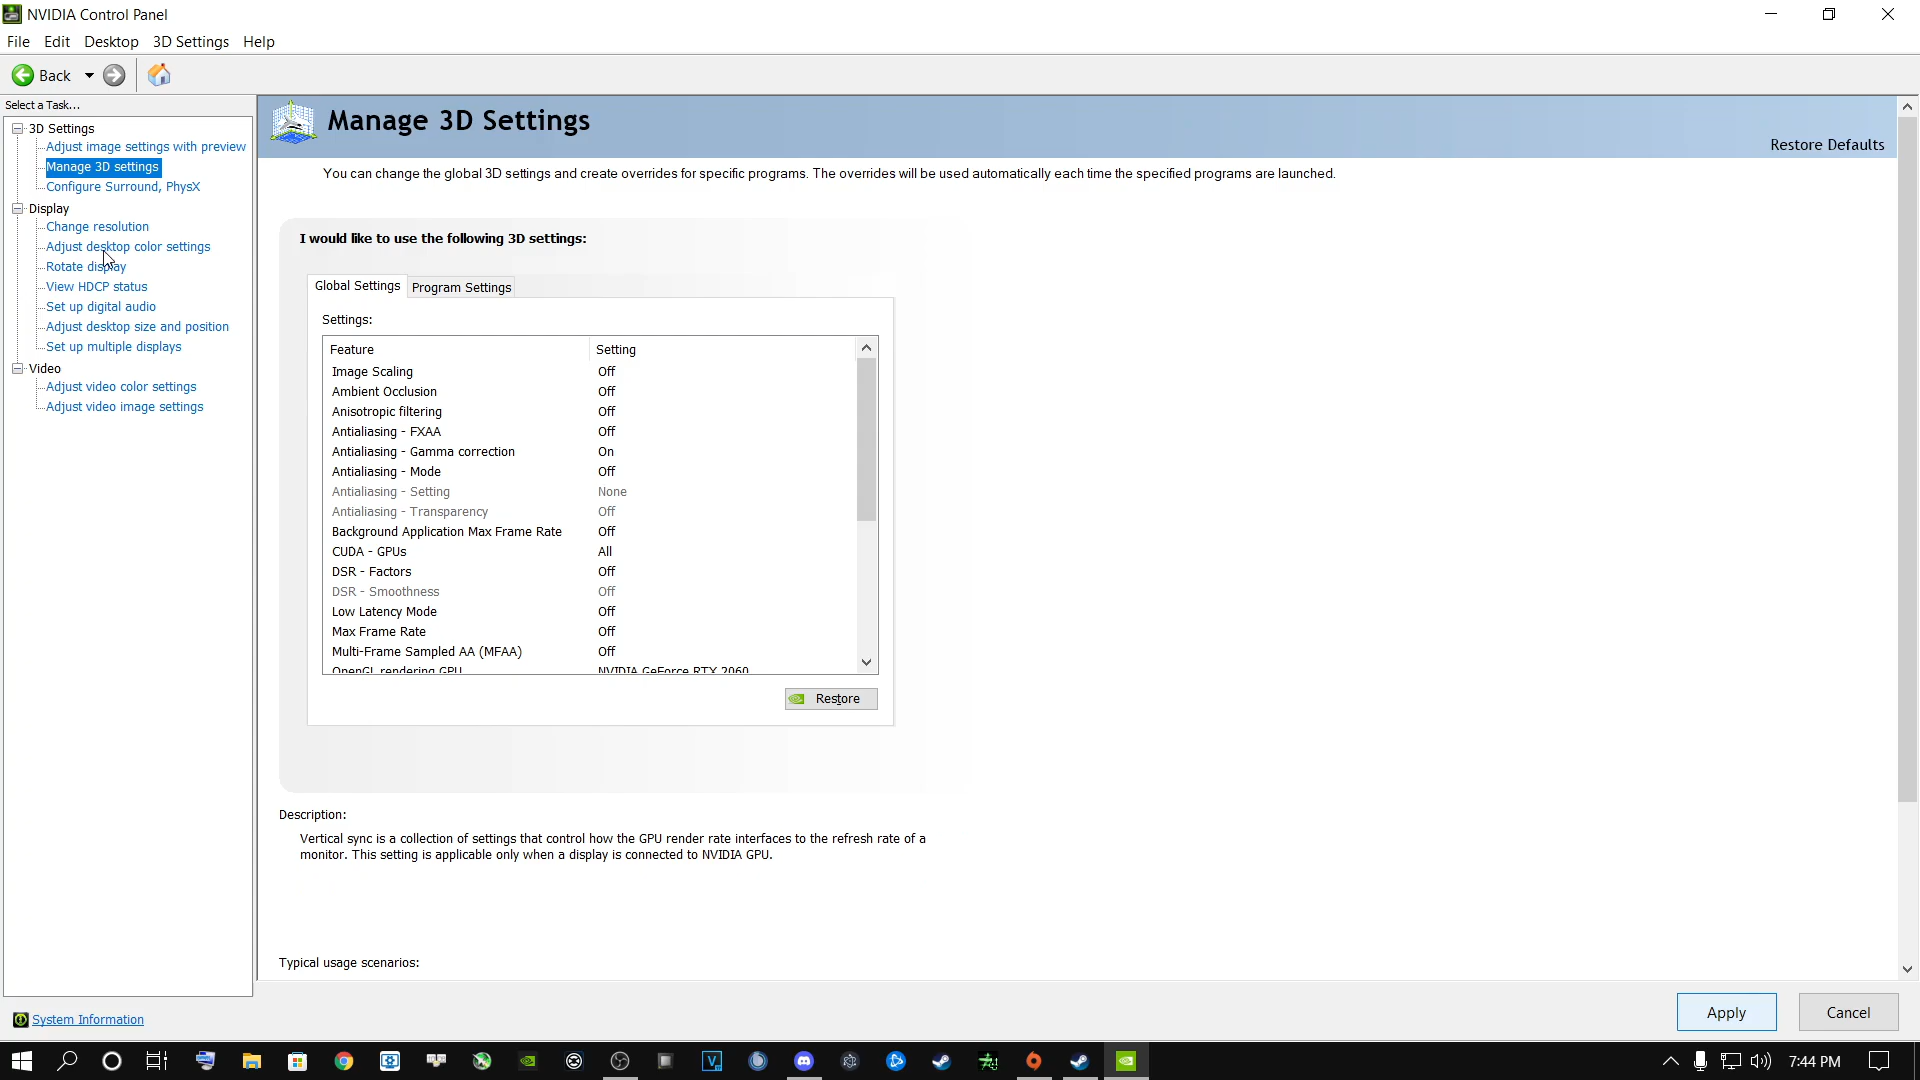 NVIDIA Control Panel
File Edit Desktop 3D Settings Help
Back
Select a Task...
3D Settings
Adjust image settings with preview
Manage 3D settings
Configure Surround, PhysX
Display
Change resolution
Adjust desktop color settings
Rotate display
View HDCP status
Set up digital audio
Adjust desktop size and position
Set up multiple displays
Video
Adjust video color settings
Adjust video image settings
System Information
Manage 3D Settings
Restore Defaults
You can change the global 3D settings and create overrides for specific programs. The overrides will be used automatically each time the specified programs are launched.
I would like to use the following 3D settings:
Global Settings Program Settings
Settings:
Feature Setting
Image Scaling Off
Ambient Occlusion Off
Anisotropic filtering Off
Antialiasing - FXAA Off
Antialiasing - Gamma correction On
Antialiasing - Mode Off
Antialiasing - Setting None
Antialiasing - Transparency Off
Background Application Max Frame Rate Off
CUDA - GPUs All
DSR - Factors Off
DSR - Smoothness Off
Low Latency Mode Off
Max Frame Rate Off
Multi-Frame Sampled AA (MFAA) Off
OpenGL rendering GPU NVIDIA GeForce RTX 2060
Restore
Description:
Vertical sync is a collection of settings that control how the GPU render rate interfaces to the refresh rate of a
monitor. This setting is applicable only when a display is connected to NVIDIA GPU.
Typical usage scenarios:
Apply Cancel
7:44 PM